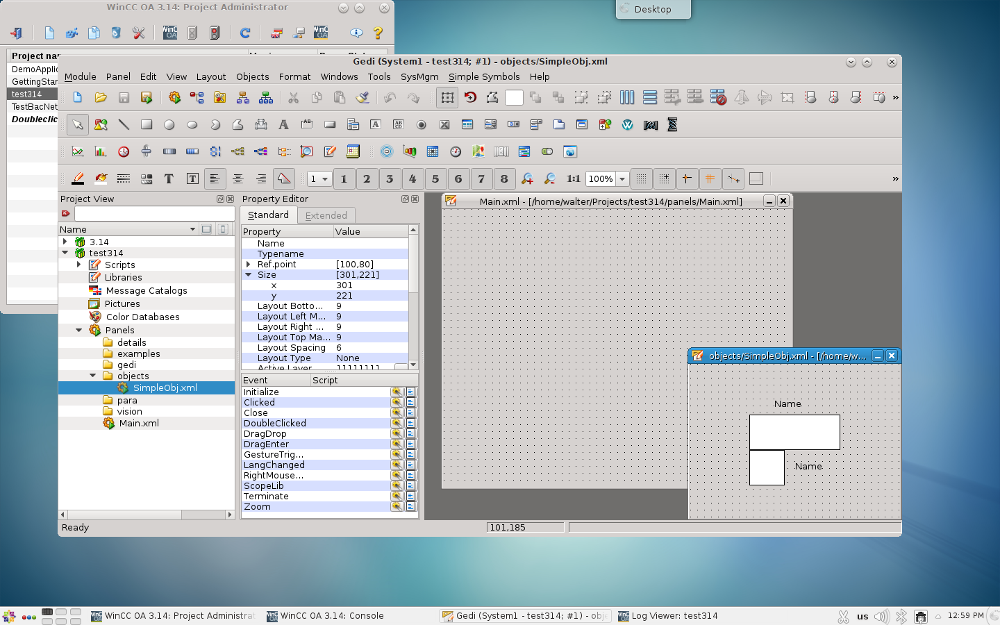 WinCC OA 3.14: Project Administrator
Desktop
Project nar
DemoApplic
GettingStar
test314
TestBacNet
Doubleclic
Gedi (System1 - test314; #1) - objects/SimpleObj.xml
Module Panel Edit View Layout Objects Format Windows Tools SysMgm Simple Symbols Help
1 1 2 3 4 5 6 7 8 1:1 100%
Project View
Name
3.14
test314
Scripts
Libraries
Message Catalogs
Pictures
Color Databases
Panels
details
examples
gedi
objects
SimpleObj.xml
para
vision
Main.xml
Property Editor
Standard Extended
Property Value
Name
Typename
Ref.point [100,80]
Size [301,221]
x 301
y 221
Layout Botto... 9
Layout Left M... 9
Layout Right ... 9
Layout Top Ma... 9
Layout Spacing 6
Layout Type None
Active Layer 11111111
Event Script
Initialize
Clicked
Close
DoubleClicked
DragDrop
DragEnter
GestureTrig...
LangChanged
RightMouse...
ScopeLib
Terminate
Zoom
Main.xml - [/home/walter/Projects/test314/panels/Main.xml]
objects/SimpleObj.xml - [/home/w...
Name
Name
Ready
101,185
WinCC OA 3.14: Project Administrat
WinCC OA 3.14: Console
Gedi (System1 - test314; #1) - obje
Log Viewer: test314
us
12:59 PM